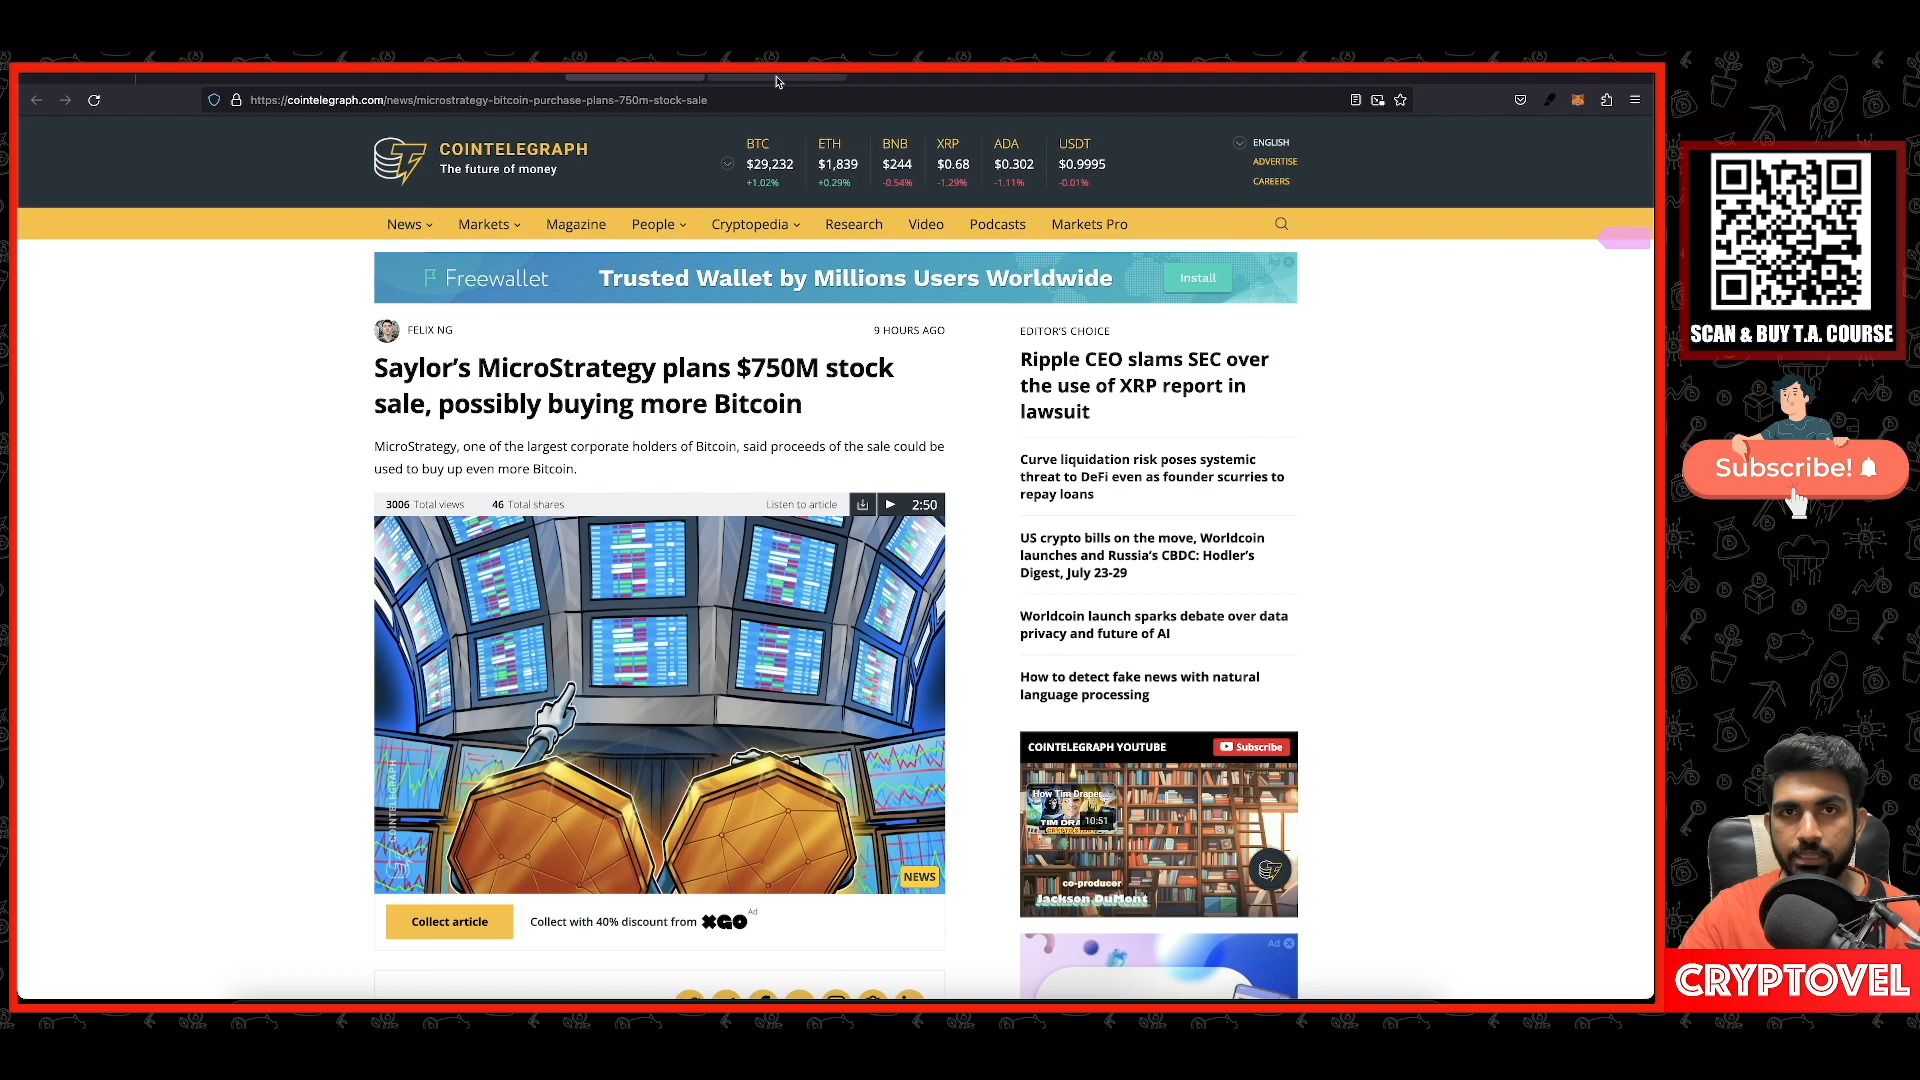 https://cointelegraph.com/news/microstrategy-bitcoin-purchase-plans-750m-stock-sale
COINTELEGRAPH
The future of money
BTC ETH BNB XRP ADA USDT
$29,232 $1,839 $244 $0.68 $0.302 $0.9995
+1.02% +0.29% -0.54% -1.29% -1.11% -0.01%
ENGLISH
ADVERTISE
CAREERS
News Markets Magazine People Cryptopedia Research Video Podcasts Markets Pro
Freewallet Trusted Wallet by Millions Users Worldwide Install
Ad
FELIX NG 9 HOURS AGO
Saylor’s MicroStrategy plans $750M stock
sale, possibly buying more Bitcoin
MicroStrategy, one of the largest corporate holders of Bitcoin, said proceeds of the sale could be
used to buy up even more Bitcoin.
3006 Total views 46 Total shares Listen to article 2:50
COINTELEGRAPH
NEWS
Collect article Collect with 40% discount from XGO Ad
EDITOR’S CHOICE
Ripple CEO slams SEC over
the use of XRP report in
lawsuit
Curve liquidation risk poses systemic
threat to DeFi even as founder scurries to
repay loans
US crypto bills on the move, Worldcoin
launches and Russia’s CBDC: Hodler’s
Digest, July 23-29
Worldcoin launch sparks debate over data
privacy and future of AI
How to detect fake news with natural
language processing
COINTELEGRAPH YOUTUBE Subscribe
How Tim Draper...
10:51
co-producer
Jackson DuMont
Ad
SCAN & BUY T.A. COURSE
Subscribe!
CRYPTOVEL